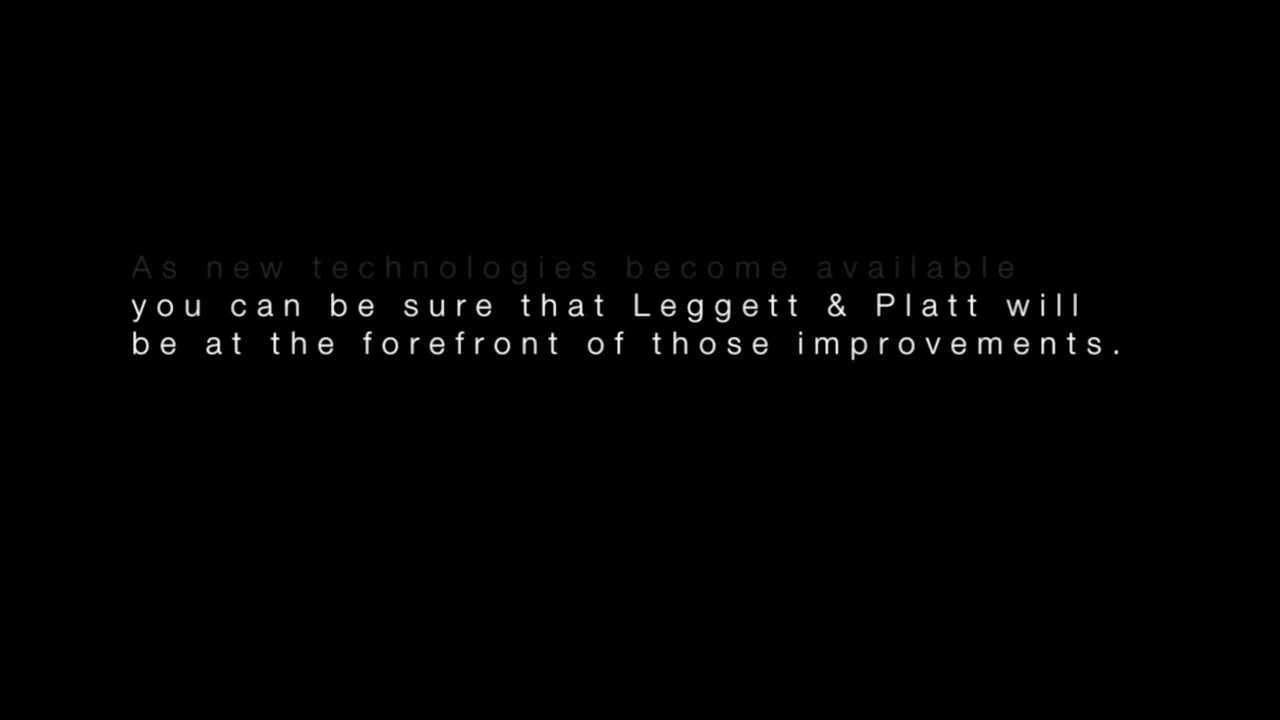 As new technologies become available
you can be sure that Leggett & Platt will
be at the forefront of those improvements.